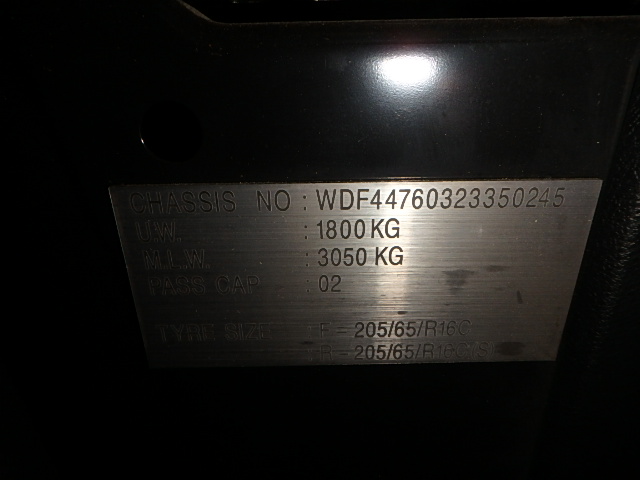 CHASSIS NO : WDF44760323350245
U.W. : 1800 KG
M.L.W. : 3050 KG
PASS CAP : 02
TYRE SIZE : F - 205/65/R16C
: R - 205/65/R16C(S)